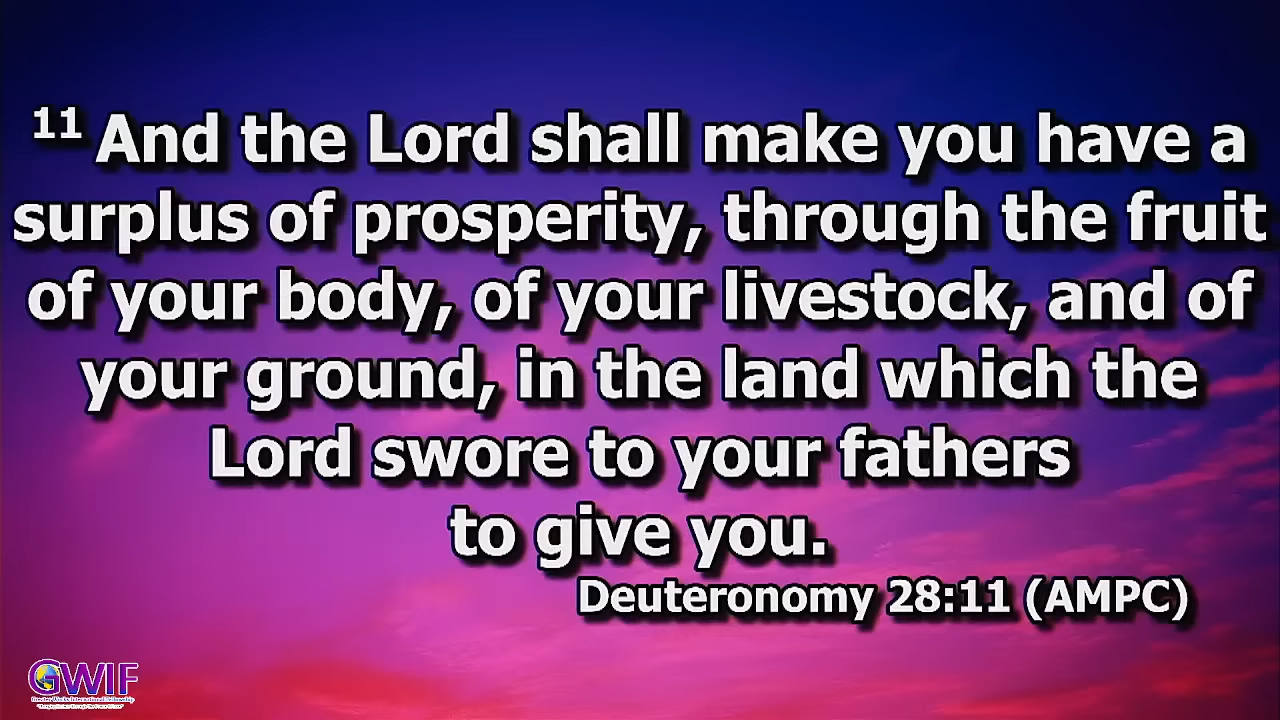 11 And the Lord shall make you have a
surplus of prosperity, through the fruit
of your body, of your livestock, and of
your ground, in the land which the
Lord swore to your fathers
to give you.
Deuteronomy 28:11 (AMPC)
GWIF